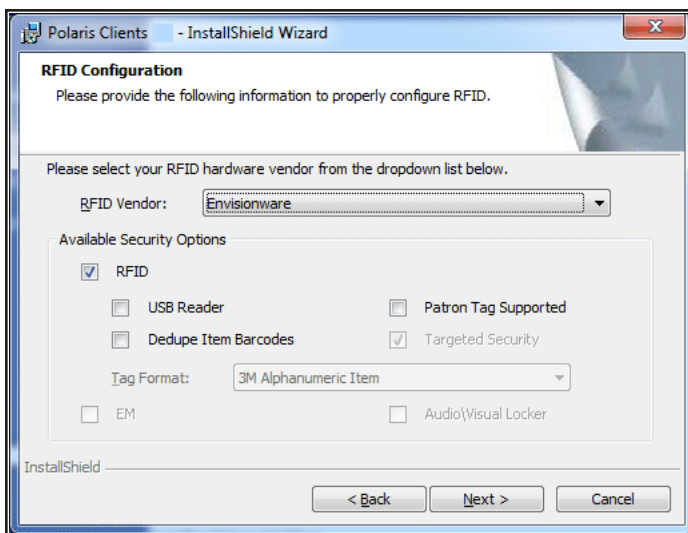 Polaris Clients - InstallShield Wizard
RFID Configuration
Please provide the following information to properly configure RFID.
Please select your RFID hardware vendor from the dropdown list below.
RFID Vendor: Envisionware
Available Security Options
RFID
USB Reader Patron Tag Supported
Dedupe Item Barcodes Targeted Security
Tag Format: 3M Alphanumeric Item
EM Audio\Visual Locker
InstallShield
< Back Next > Cancel